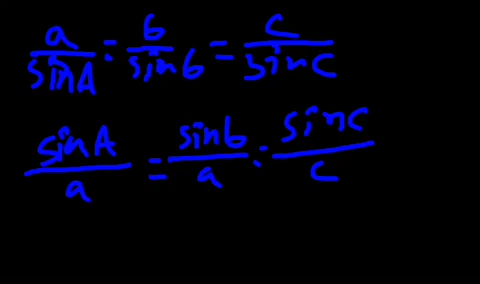 a/sinA = b/sinb = c/sinc
sinA/a = sinb/a = sinc/c